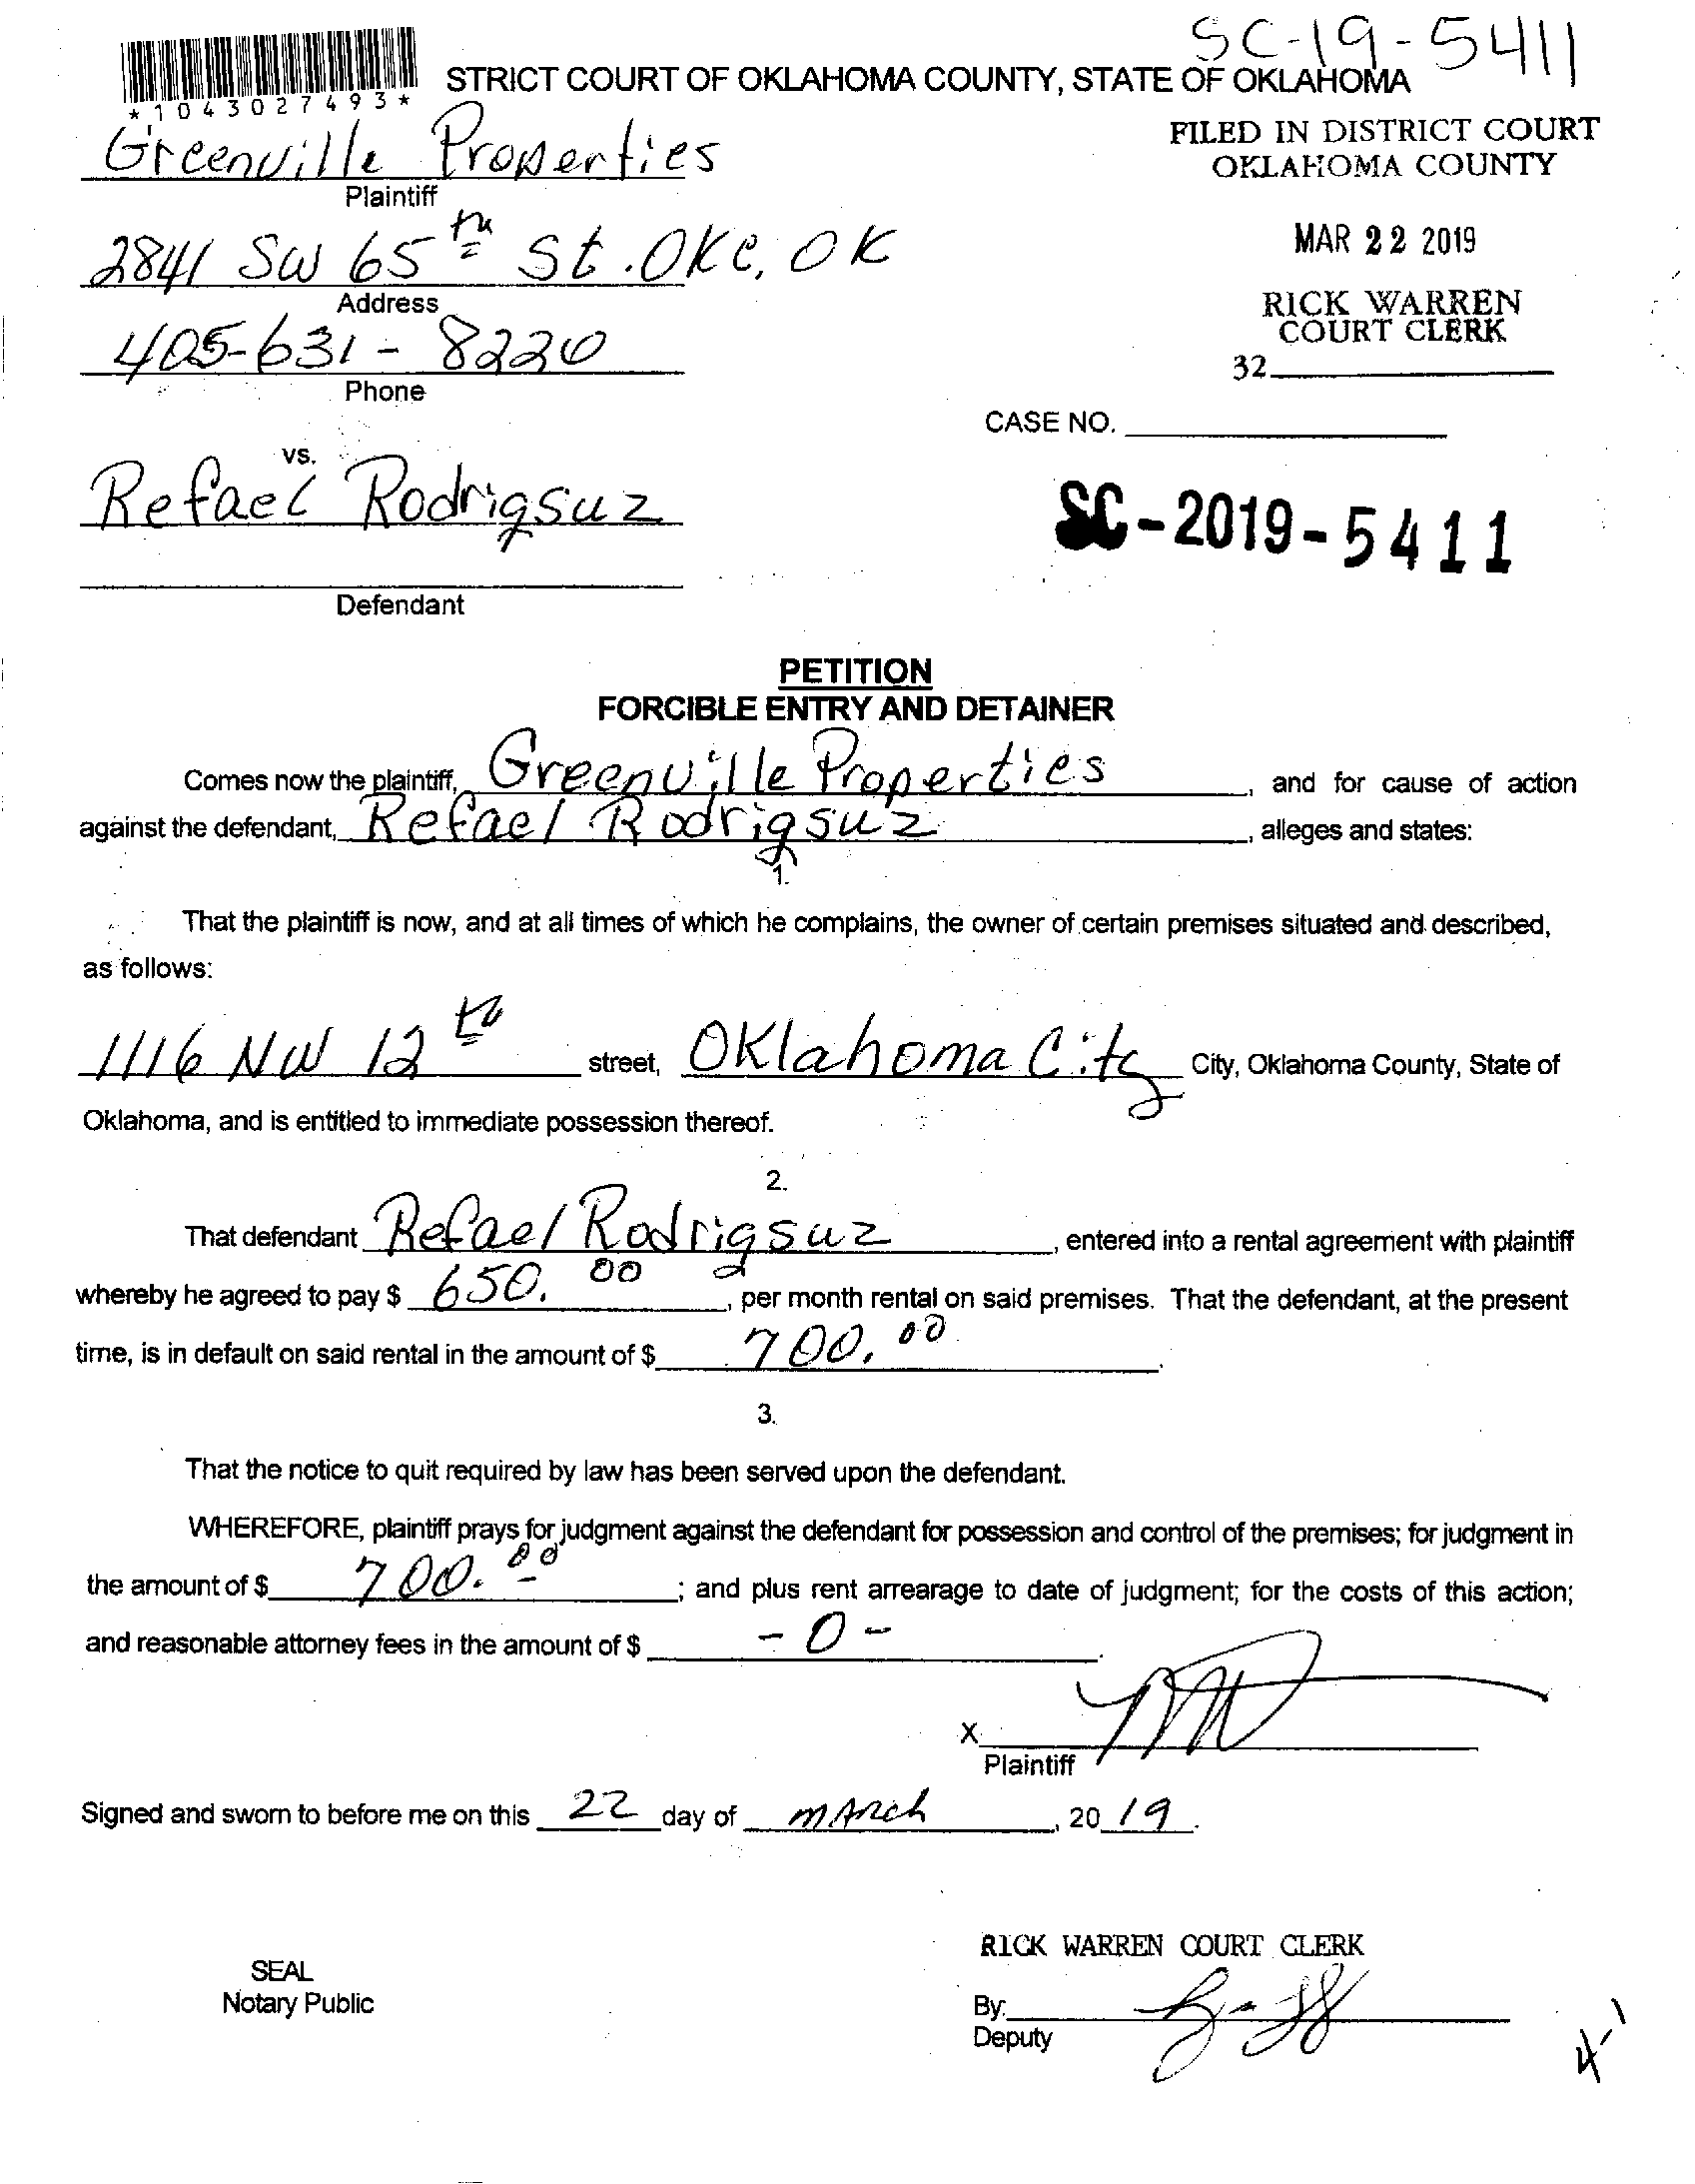 SC-19-5411
*1043027493*
STRICT COURT OF OKLAHOMA COUNTY, STATE OF OKLAHOMA
Greenville Properties
Plaintiff
FILED IN DISTRICT COURT
OKLAHOMA COUNTY
2841 SW 65th St. OKC, OK
Address
MAR 22 2019
405-631-8220
Phone
RICK WARREN
COURT CLERK
32
CASE NO.
vs.
Refael Rodrigsuz
SC-2019-5411
Defendant
PETITION
FORCIBLE ENTRY AND DETAINER
Comes now the plaintiff, Greenville Properties, and for cause of action
against the defendant, Refael Rodrigsuz, alleges and states:
1.
That the plaintiff is now, and at all times of which he complains, the owner of certain premises situated and described,
as follows:
1116 NW 12th street, Oklahoma City City, Oklahoma County, State of
Oklahoma, and is entitled to immediate possession thereof.
2.
That defendant Refael Rodrigsuz, entered into a rental agreement with plaintiff
whereby he agreed to pay $ 650.00, per month rental on said premises. That the defendant, at the present
time, is in default on said rental in the amount of $ 700.00.
3.
That the notice to quit required by law has been served upon the defendant.
WHEREFORE, plaintiff prays for judgment against the defendant for possession and control of the premises; for judgment in
the amount of $ 700.00; and plus rent arrearage to date of judgment; for the costs of this action;
and reasonable attorney fees in the amount of $ -0-.
X
Plaintiff
Signed and sworn to before me on this 22 day of March, 2019.
RICK WARREN COURT CLERK
SEAL
Notary Public
By:
Deputy
4-1